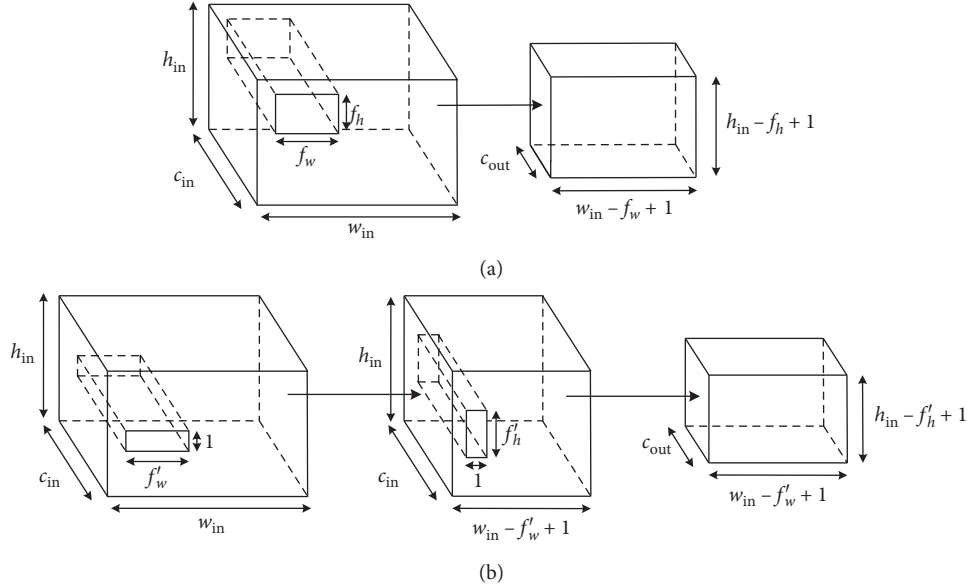 h_in
f_h
f_w
c_in
w_in
h_in – f_h + 1
c_out
w_in – f_w + 1
(a)
h_in
1
f′_w
c_in
w_in
h_in
f′_h
1
c_in
w_in – f′_w + 1
h_in – f′_h + 1
c_out
w_in – f′_w + 1
(b)